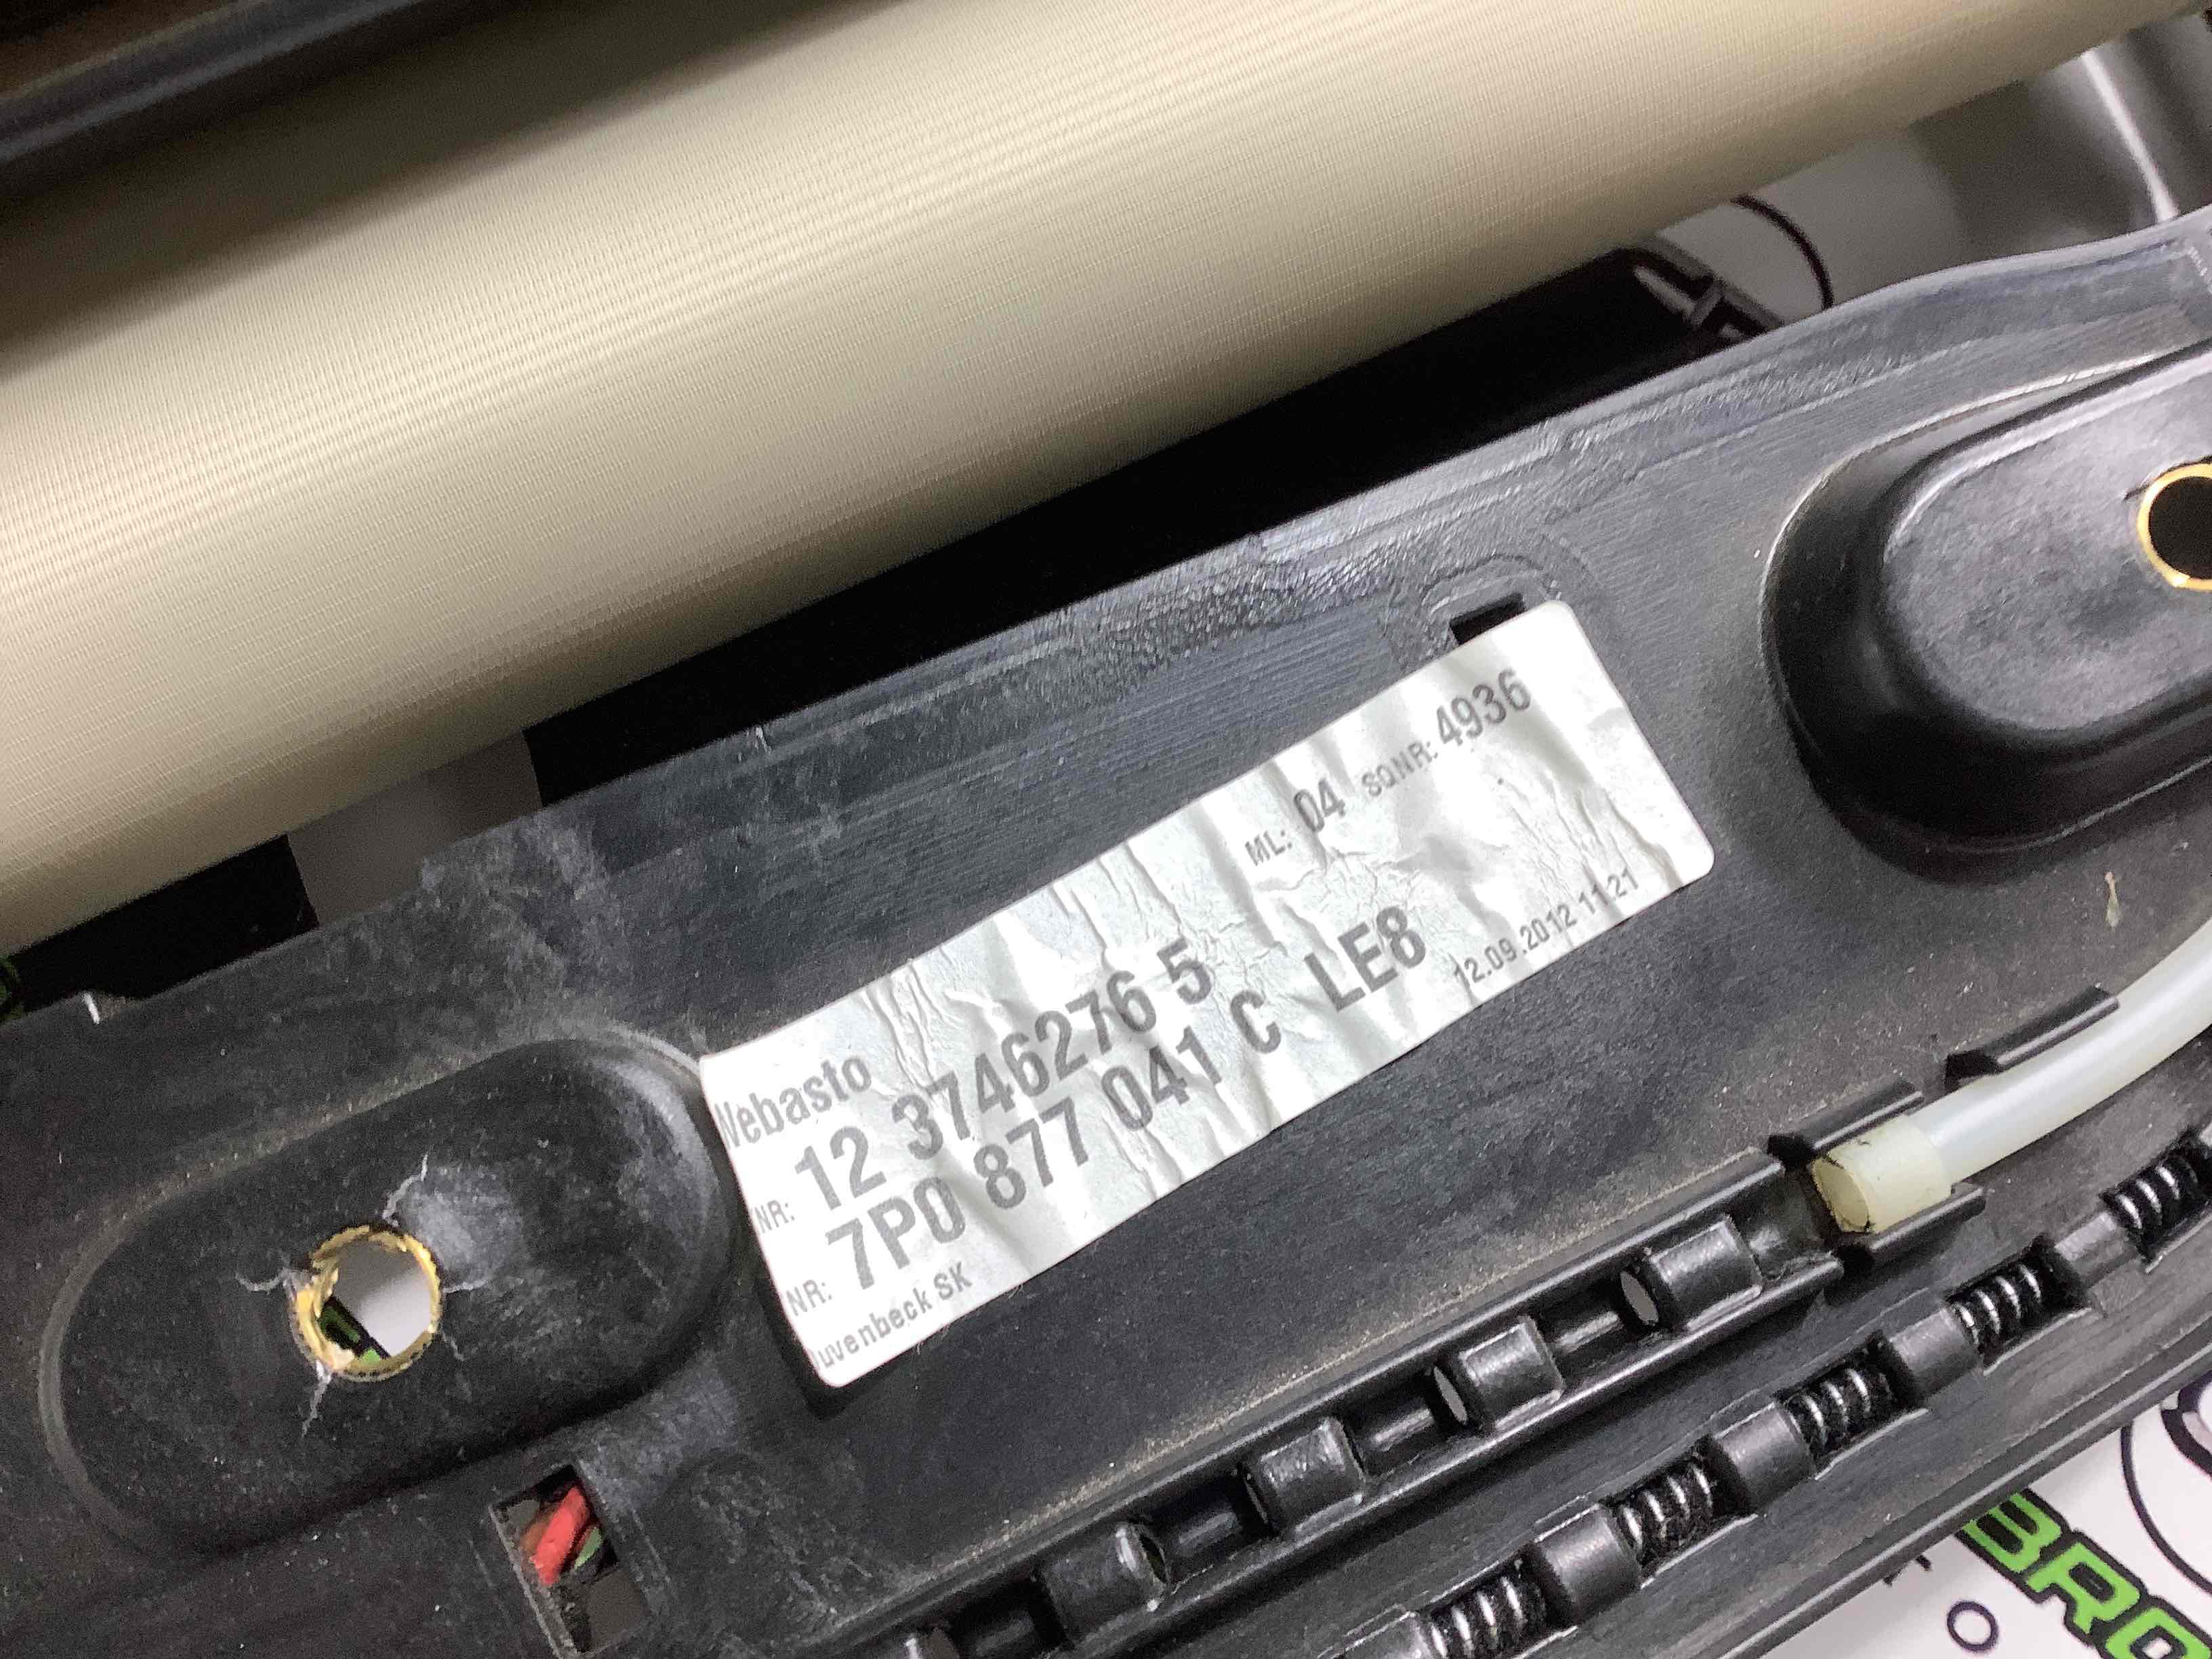 Webasto
ML: 04 SQNR: 4936
NR: 12 3746276 5
NR: 7P0 877 041 C LE8
uvenbeck SK 12.09.2012 11:21
BRO